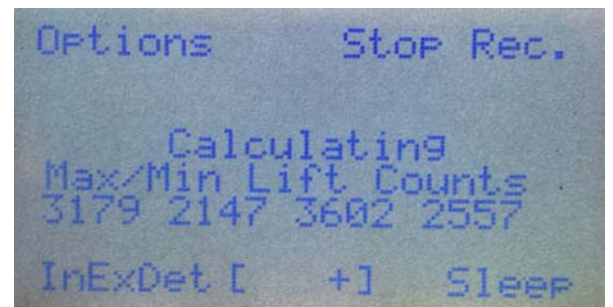 Options Stop Rec.
Calculating
Max/Min Lift Counts
3179 2147 3602 2557
InExDet [ +] Sleep